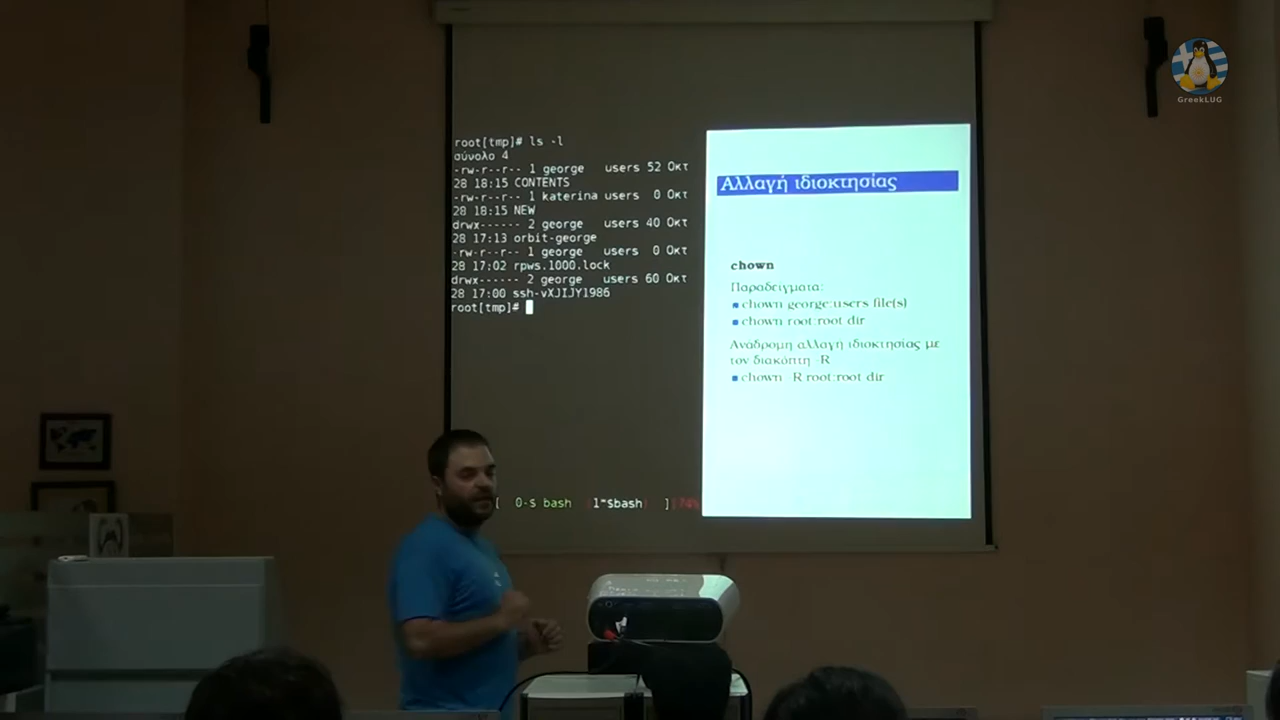 GreekLUG
root[tmp]# ls -l
σύνολο 4
-rw-r--r-- 1 george   users 52 Οκτ
28 18:15 CONTENTS
-rw-r--r-- 1 katerina users  0 Οκτ
28 18:15 NEW
drwx------ 2 george   users 40 Οκτ
28 17:13 orbit-george
-rw-r--r-- 1 george   users  0 Οκτ
28 17:02 rpws.1000.lock
drwx------ 2 george   users 60 Οκτ
28 17:00 ssh-vXJIJY1986
root[tmp]#
[  0-$ bash  (1*$bash)  ][74%
Αλλαγή ιδιοκτησίας
chown
Παραδείγματα:
chown george:users file(s)
chown root:root dir
Ανάδρομη αλλαγή ιδιοκτησίας με
τον διακόπτη -R
chown -R root:root dir